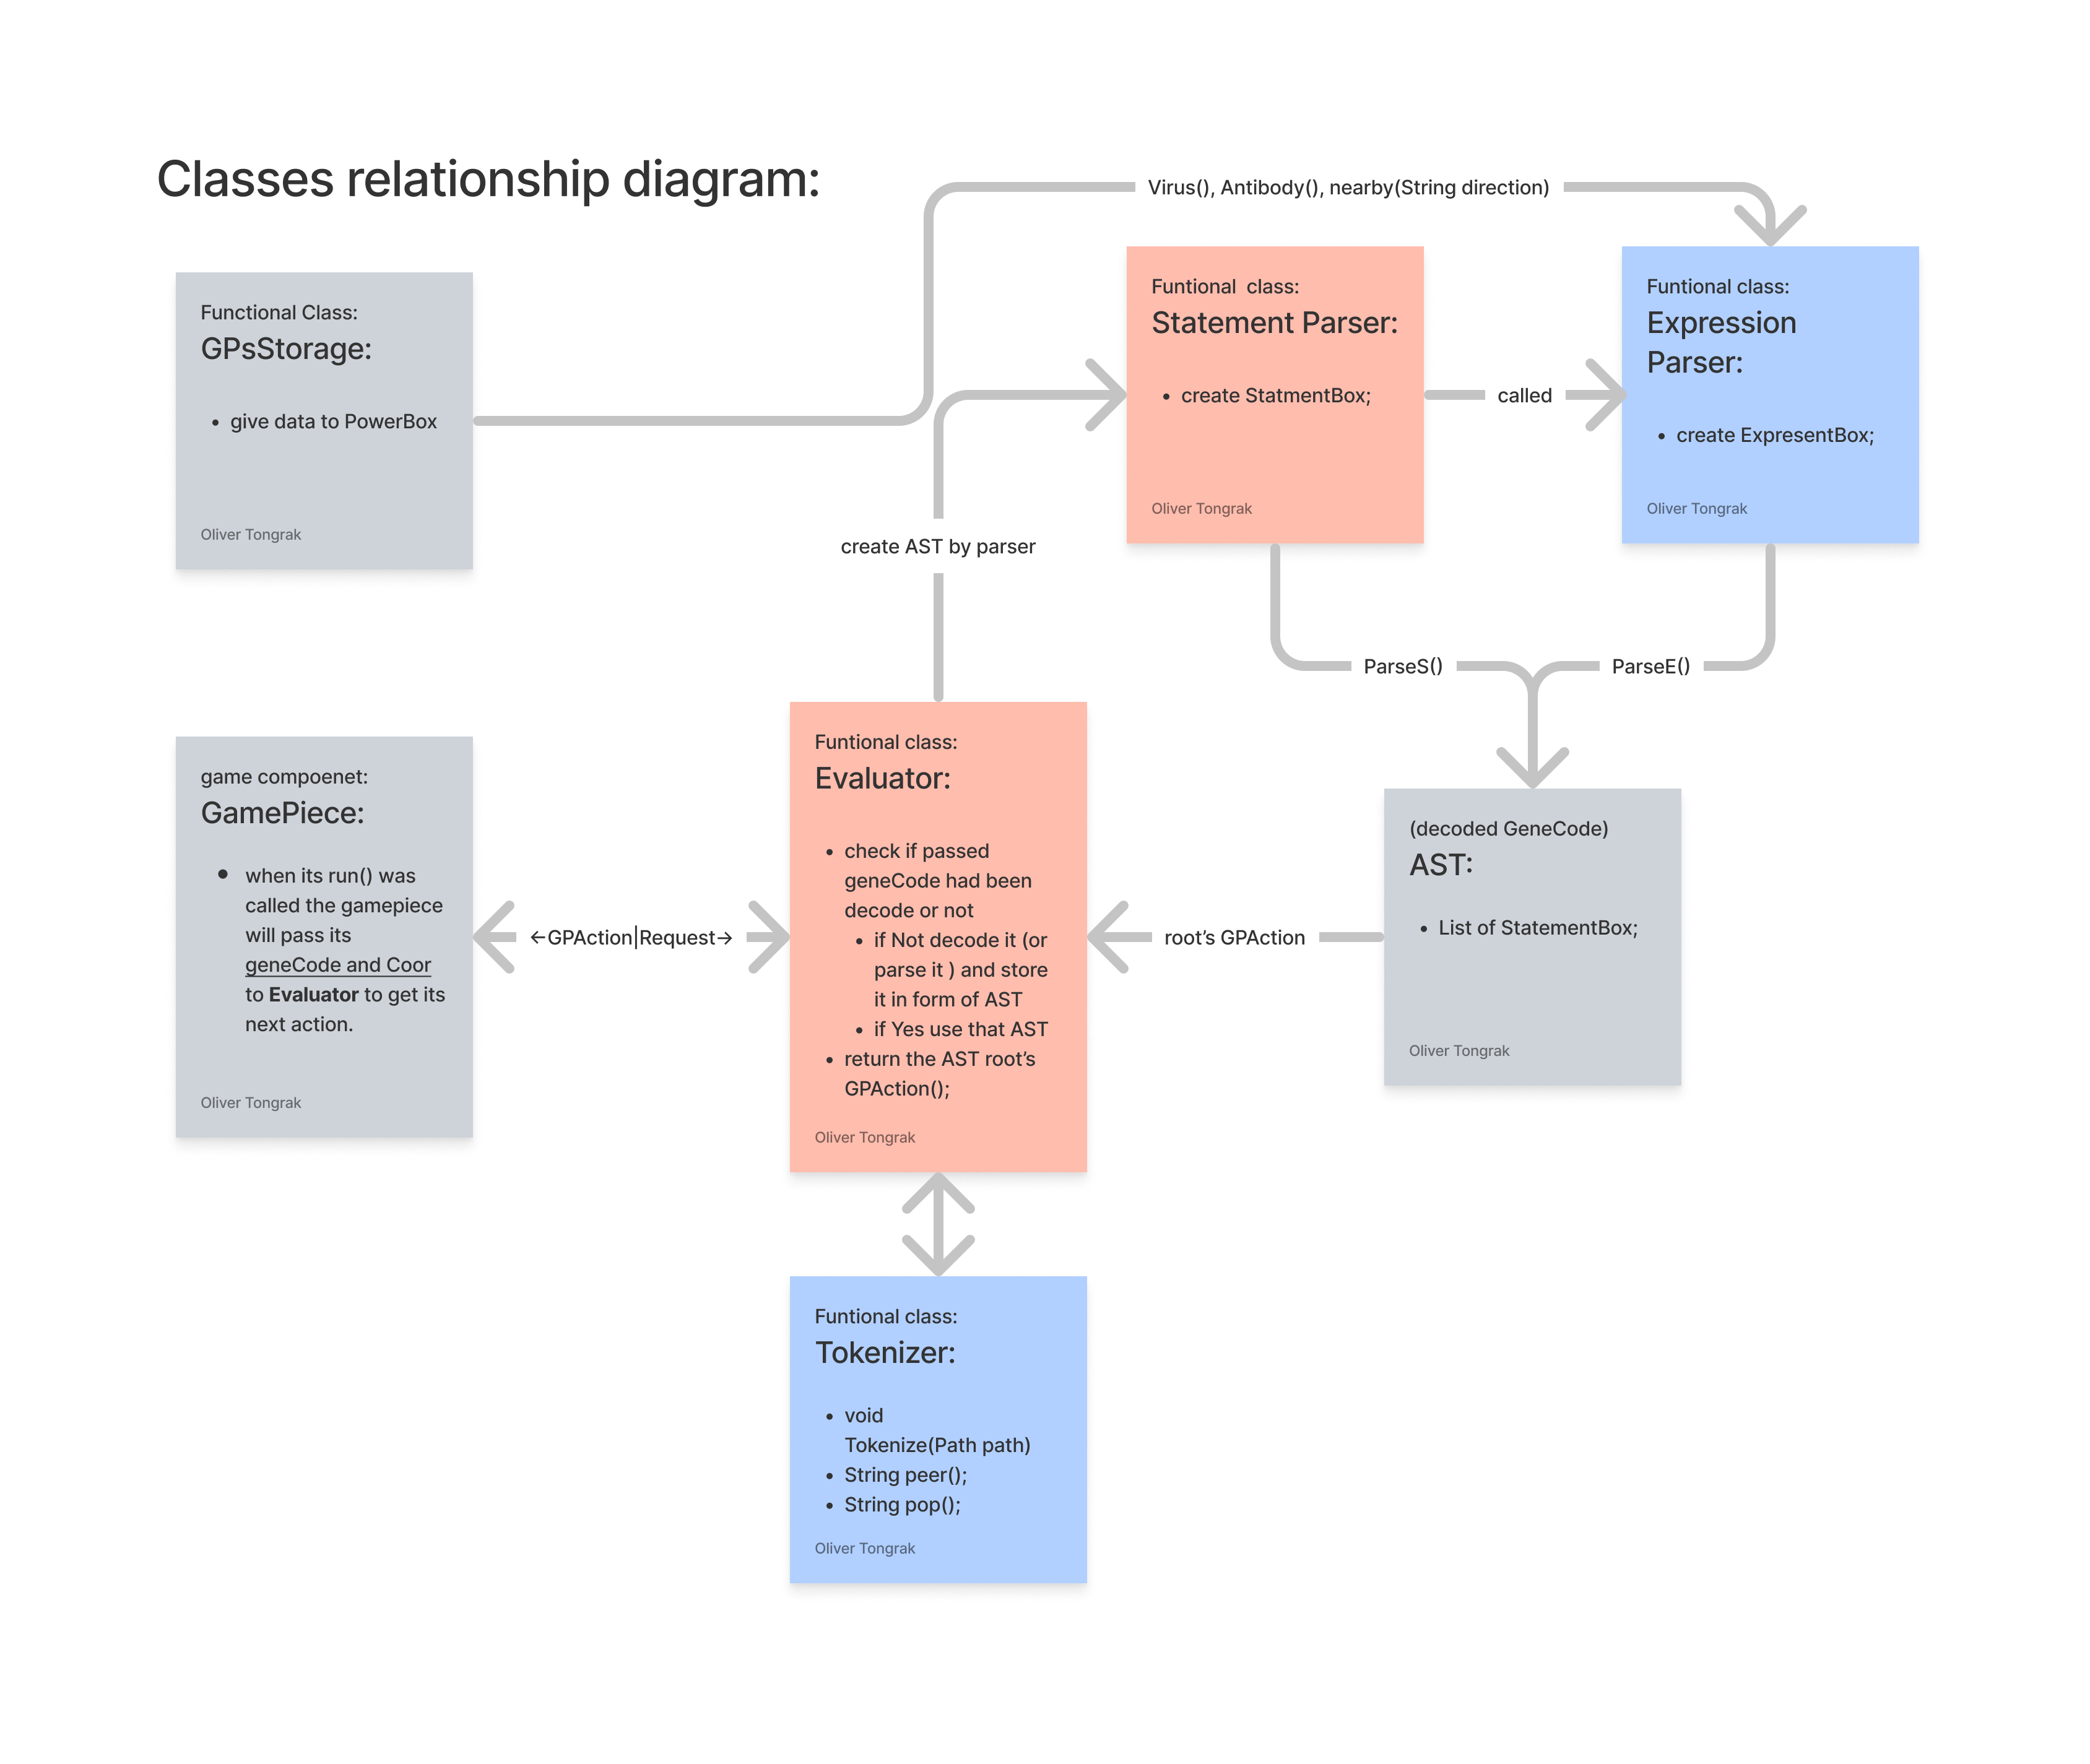 Classes relationship diagram:
Virus(), Antibody(), nearby(String direction)
Functional Class:
GPsStorage:
give data to PowerBox
Oliver Tongrak
Funtional  class:
Statement Parser:
create StatmentBox;
Oliver Tongrak
called
Funtional class:
Expression
Parser:
create ExpresentBox;
Oliver Tongrak
create AST by parser
ParseS()
ParseE()
game compoenet:
GamePiece:
when its run() was
called the gamepiece
will pass its
geneCode and Coor
to Evaluator to get its
next action.
Oliver Tongrak
←GPAction|Request→
Funtional class:
Evaluator:
check if passed
geneCode had been
decode or not
if Not decode it (or
parse it ) and store
it in form of AST
if Yes use that AST
return the AST root’s
GPAction();
Oliver Tongrak
root’s GPAction
(decoded GeneCode)
AST:
List of StatementBox;
Oliver Tongrak
Funtional class:
Tokenizer:
void
Tokenize(Path path)
String peer();
String pop();
Oliver Tongrak